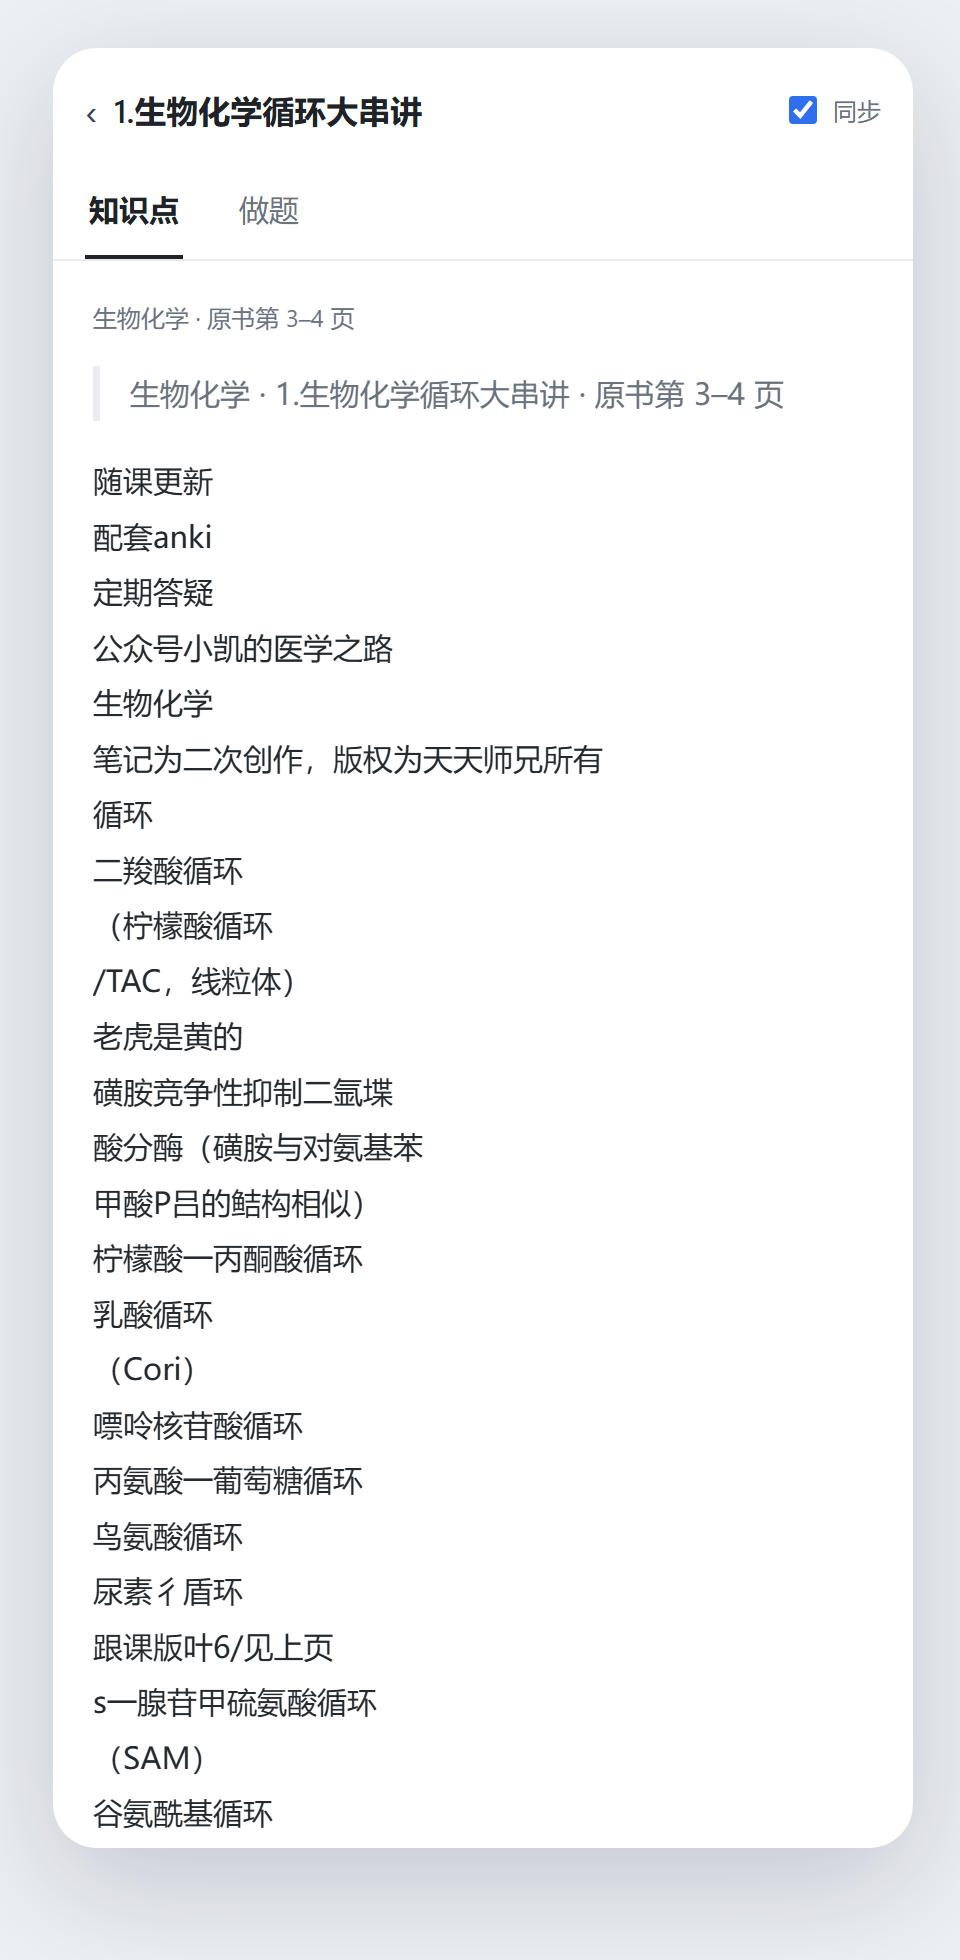 ‹ 1.生物化学循环大串讲
同步
知识点 做题
生物化学 · 原书第 3–4 页
生物化学 · 1.生物化学循环大串讲 · 原书第 3–4 页
随课更新
配套anki
定期答疑
公众号小凯的医学之路
生物化学
笔记为二次创作，版权为天天师兄所有
循环
二羧酸循环
（柠檬酸循环
/TAC，线粒体）
老虎是黄的
磺胺竞争性抑制二氩堞
酸分酶（磺胺与对氨基苯
甲酸P吕的鲒构相似）
柠檬酸一丙酮酸循环
乳酸循环
（Cori）
嘌呤核苷酸循环
丙氨酸一葡萄糖循环
鸟氨酸循环
尿素彳盾环
跟课版叶6/见上页
s一腺苷甲硫氨酸循环
（SAM）
谷氨酰基循环